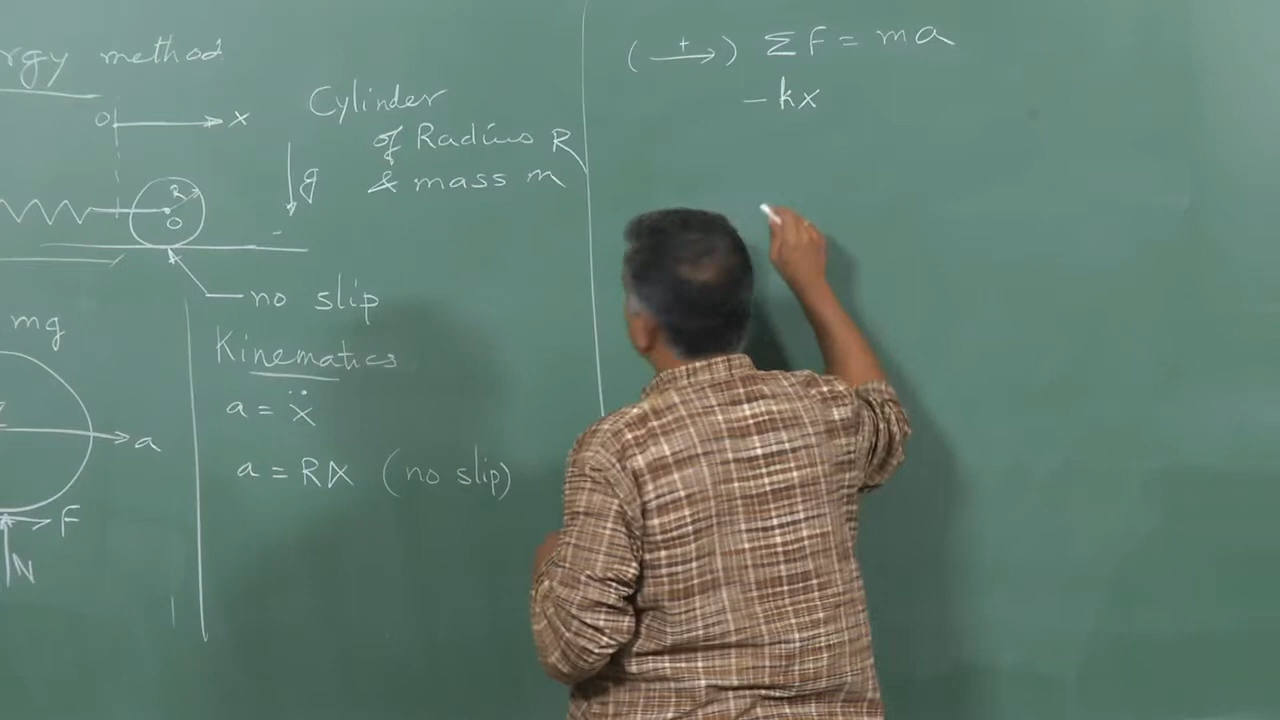 rgy method
O x
Cylinder
of Radius R
& mass m
g
R
O
no slip
mg
a
F
N
Kinematics
a = ẍ
a = Rα (no slip)
( + → ) ΣF = ma
- kx